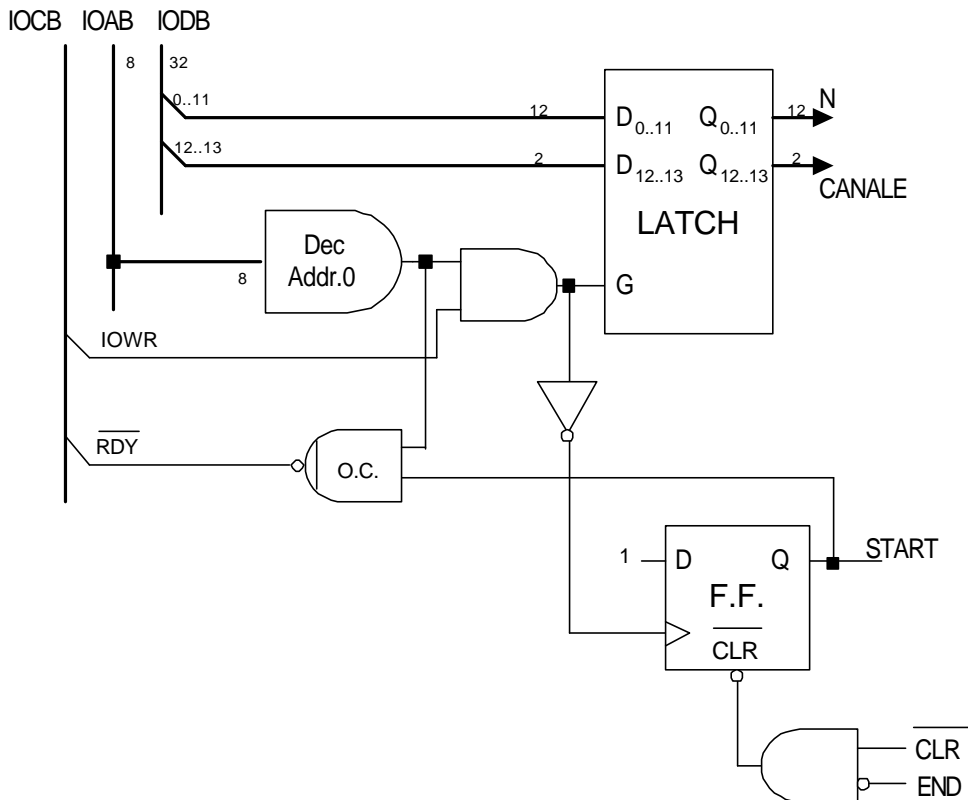 IOCB IOAB IODB
8 32
0..11 12 D0..11 Q0..11 12 N
12..13 2 D12..13 Q12..13 2
CANALE
LATCH
Dec
Addr.0
8
G
IOWR
RDY
O.C.
1 D Q START
F.F.
CLR
CLR
END